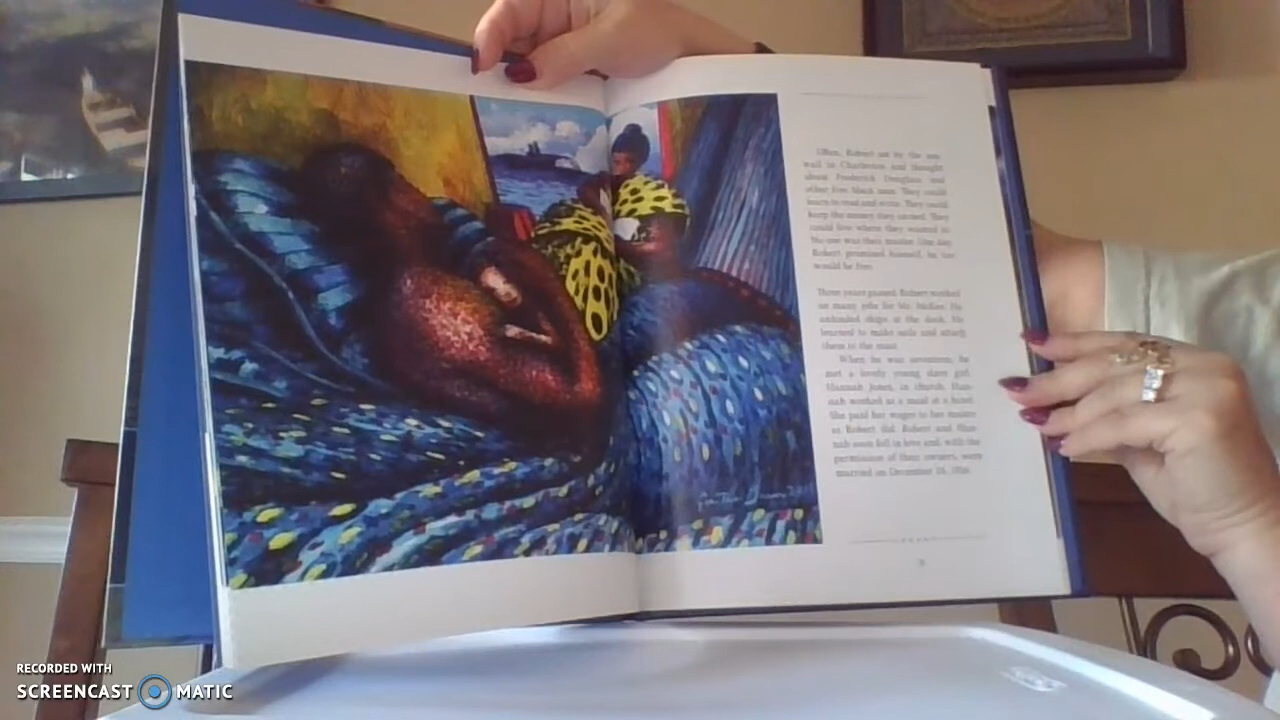 Often, Robert sat by the sea
wall in Charleston and thought
about Frederick Douglass and
other free black men. They could
learn to read and write. They could
keep the money they earned. They
could live where they wanted to.
No one was their master. One day,
Robert promised himself, he too
would be free.
Three years passed. Robert worked
on many jobs for Mr. McKee. He
unloaded ships at the dock. He
learned to make sails and attach
them to the mast.
When he was seventeen, he
met a lovely young slave girl,
Hannah Jones, in church. Han-
nah worked as a maid at a hotel.
She paid her wages to her master
as Robert did. Robert and Han-
nah soon fell in love and, with the
permission of their owners, were
married on December 24, 1856.
RECORDED WITH
SCREENCAST MATIC